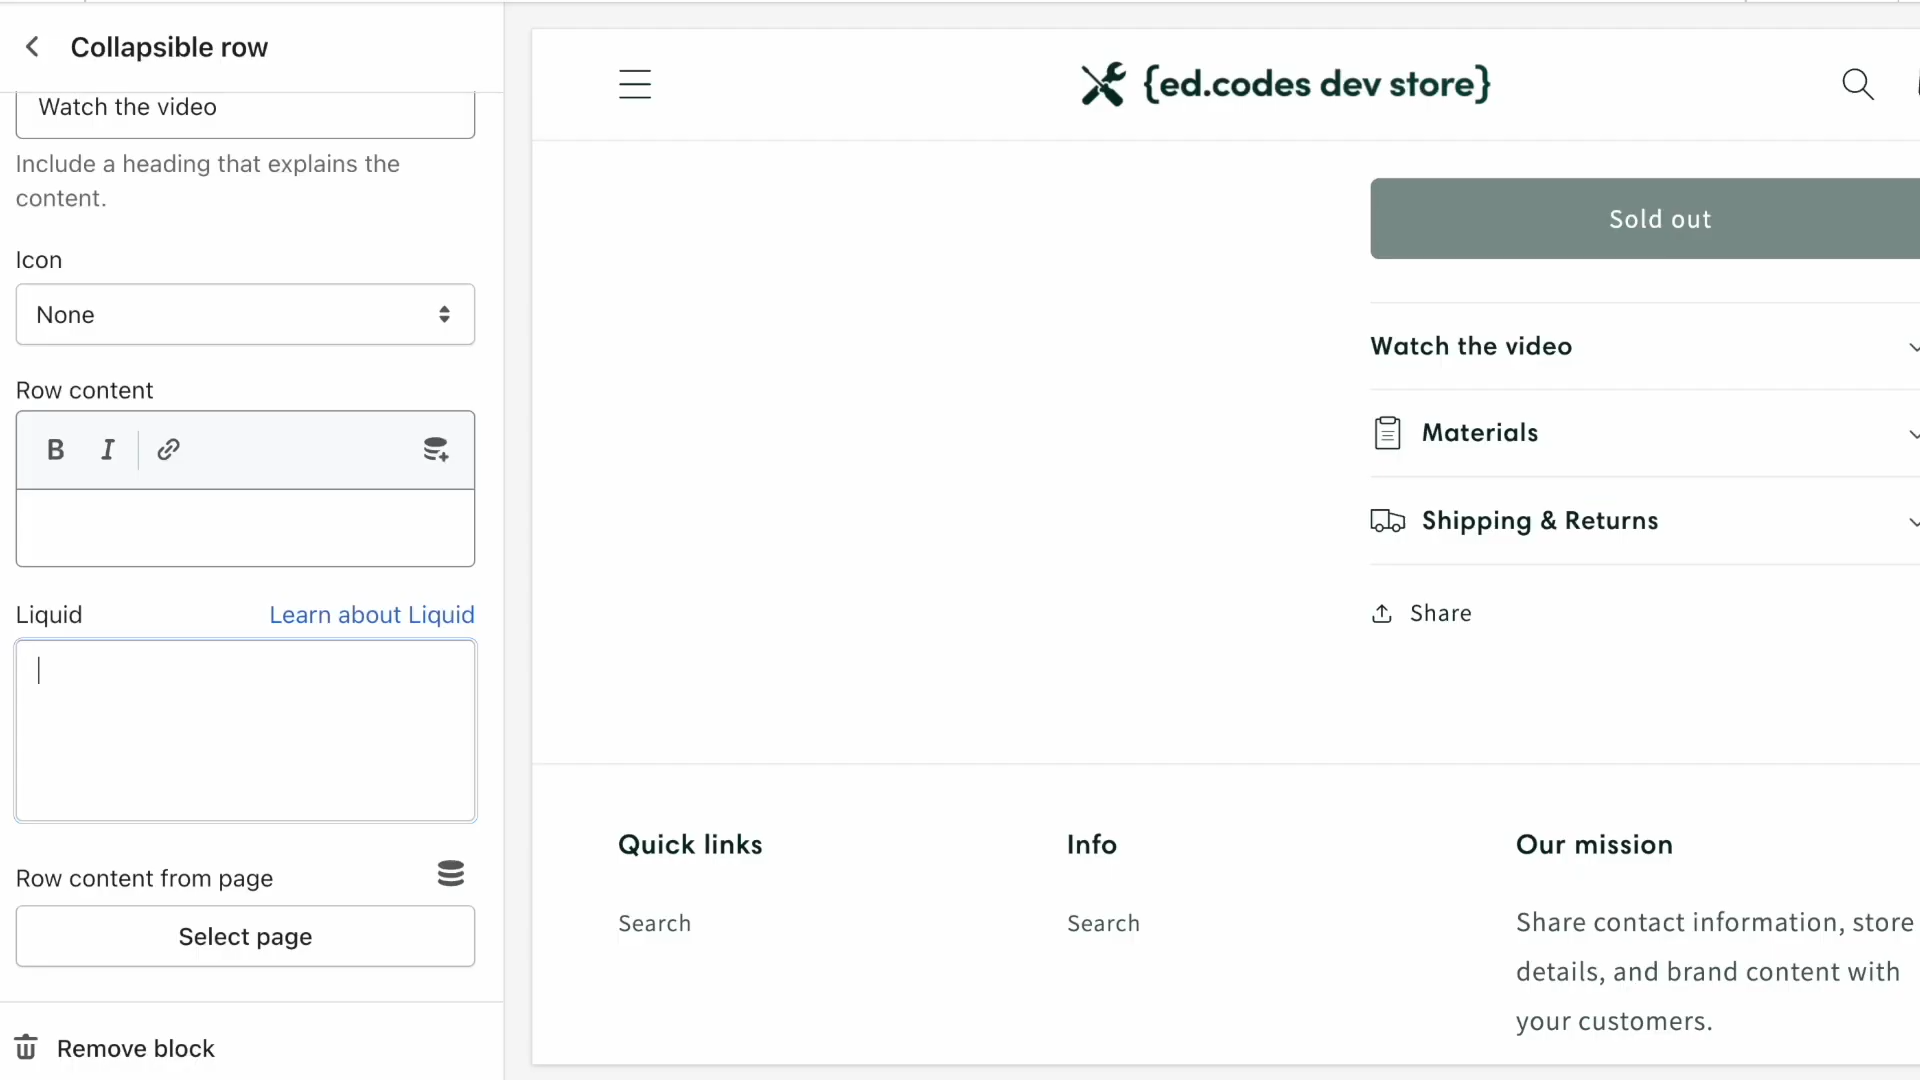 Collapsible row
Watch the video
Include a heading that explains the
content.
Icon
None
Row content
B I
Liquid
Learn about Liquid
Row content from page
Select page
Remove block
{ed.codes dev store}
Sold out
Watch the video
Materials
Shipping & Returns
Share
Quick links
Search
Info
Search
Our mission
Share contact information, store
details, and brand content with
your customers.